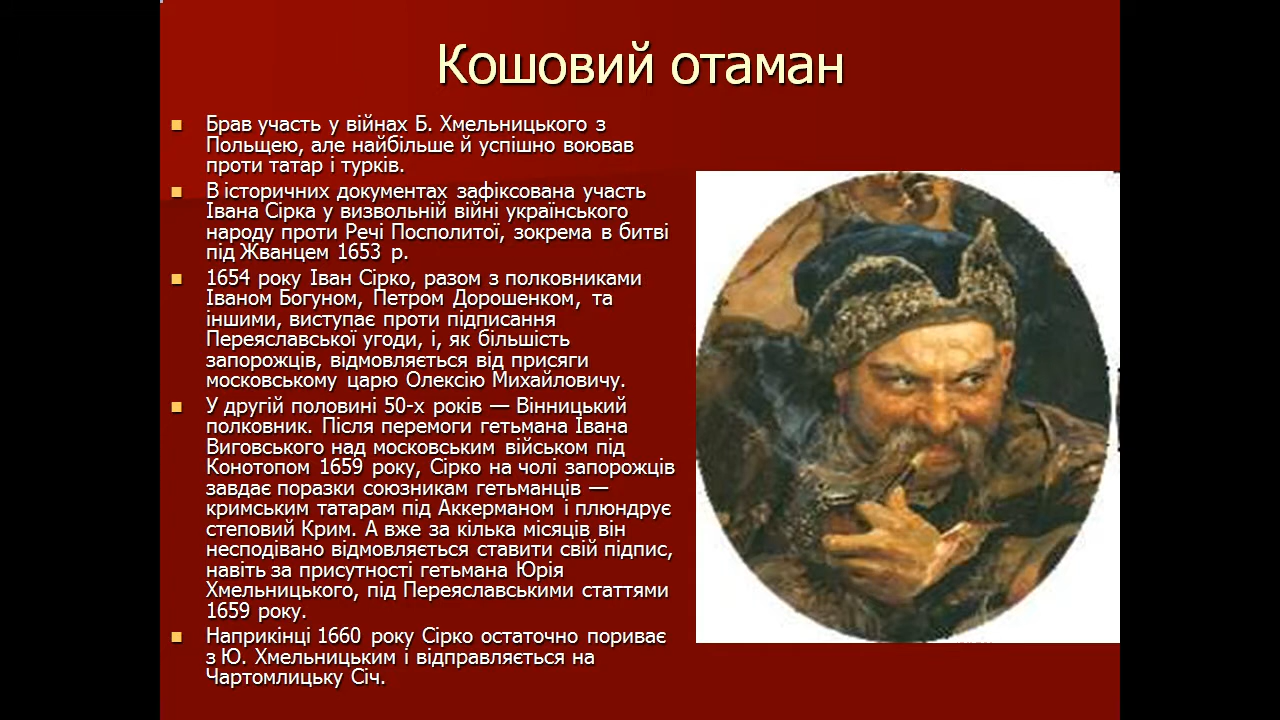 Кошовий отаман
Брав участь у війнах Б. Хмельницького з
Польщею, але найбільше й успішно воював
проти татар і турків.
В історичних документах зафіксована участь
Івана Сірка у визвольній війні українського
народу проти Речі Посполитої, зокрема в битві
під Жванцем 1653 р.
1654 року Іван Сірко, разом з полковниками
Іваном Богуном, Петром Дорошенком, та
іншими, виступає проти підписання
Переяславської угоди, і, як більшість
запорожців, відмовляється від присяги
московському царю Олексію Михайловичу.
У другій половині 50-х років — Вінницький
полковник. Після перемоги гетьмана Івана
Виговського над московським військом під
Конотопом 1659 року, Сірко на чолі запорожців
завдає поразки союзникам гетьманців —
кримським татарам під Аккерманом і плюндрує
степовий Крим. А вже за кілька місяців він
несподівано відмовляється ставити свій підпис,
навіть за присутності гетьмана Юрія
Хмельницького, під Переяславськими статтями
1659 року.
Наприкінці 1660 року Сірко остаточно пориває
з Ю. Хмельницьким і відправляється на
Чартомлицьку Січ.